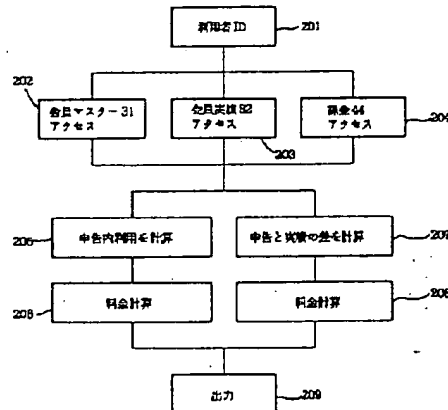 利用者ID
201
202
会員マスター31
アクセス
会員実績32
アクセス
203
課金44
アクセス
204
205
申告内利用を計算
申告と実績の差を計算
207
206
料金計算
料金計算
208
出力
209